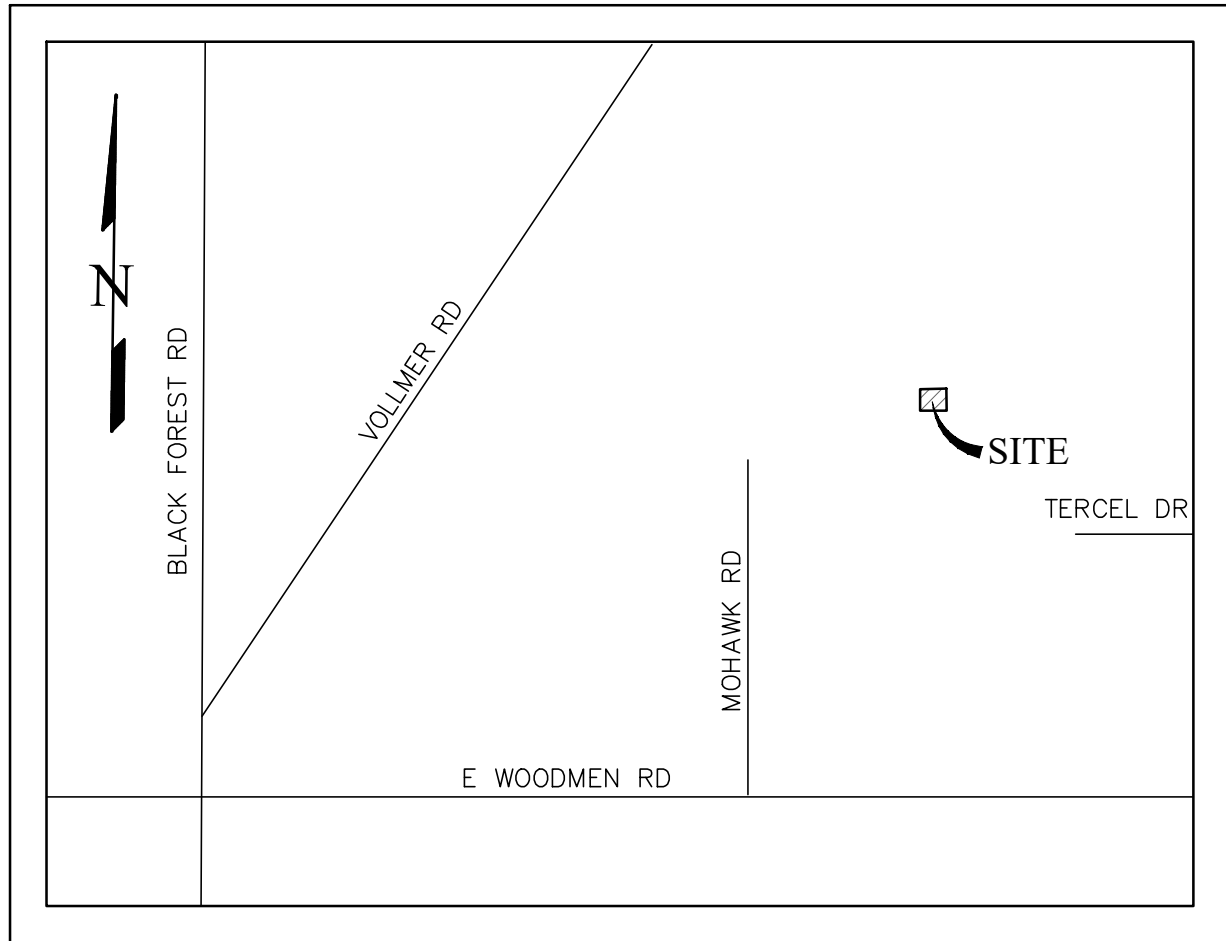 N
BLACK FOREST RD
VOLLMER RD
SITE
TERCEL DR
MOHAWK RD
E WOODMEN RD